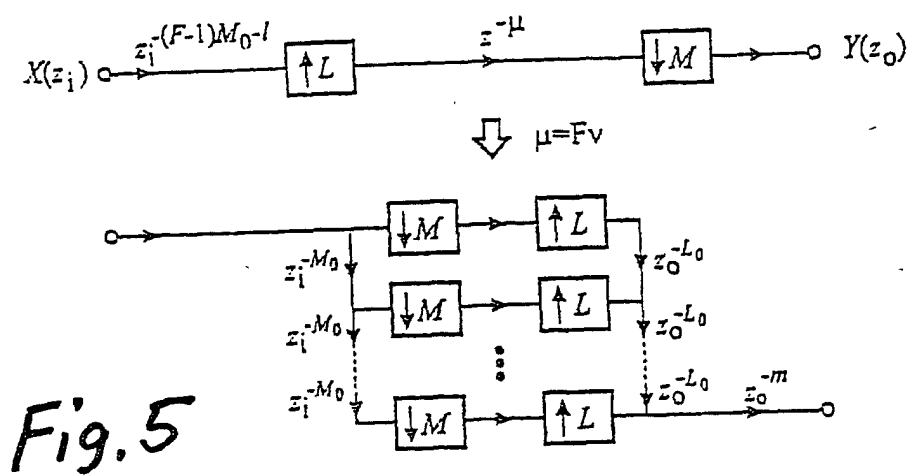 X(z_i) z_i^{-(F-1)M_0-l} ↑L z^{-μ} ↓M Y(z_o)
μ=Fν
↓M ↑L
z_i^{-M_0} z_o^{-L_0}
↓M ↑L
z_i^{-M_0} z_o^{-L_0}
z_i^{-M_0} z_o^{-L_0} z_o^{-m}
↓M ↑L
Fig. 5